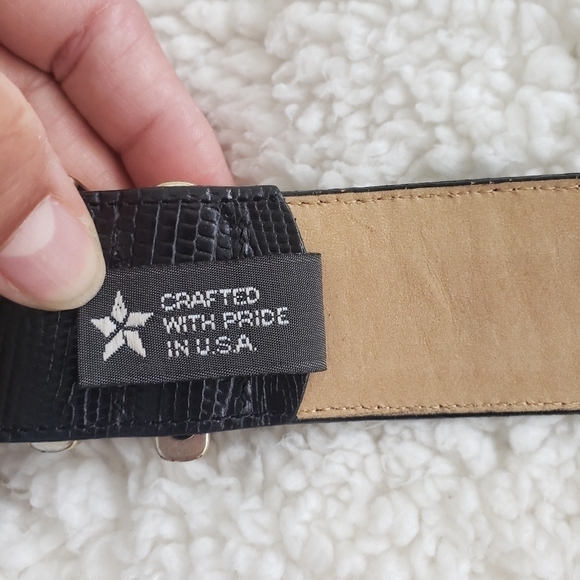 CRAFTED
WITH PRIDE
IN U.S.A.